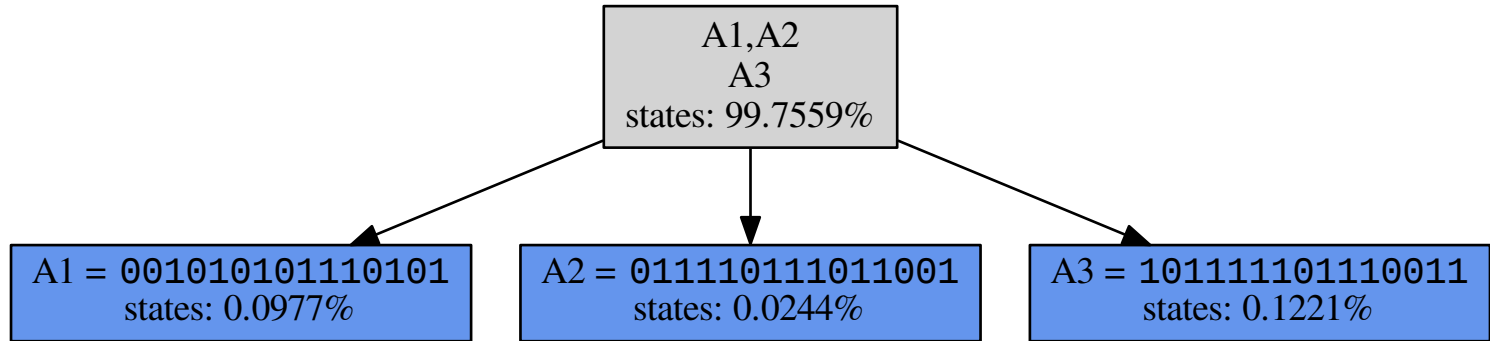 A1,A2
A3
states: 99.7559%
A1 = 001010101110101
states: 0.0977%
A2 = 011110111011001
states: 0.0244%
A3 = 101111101110011
states: 0.1221%